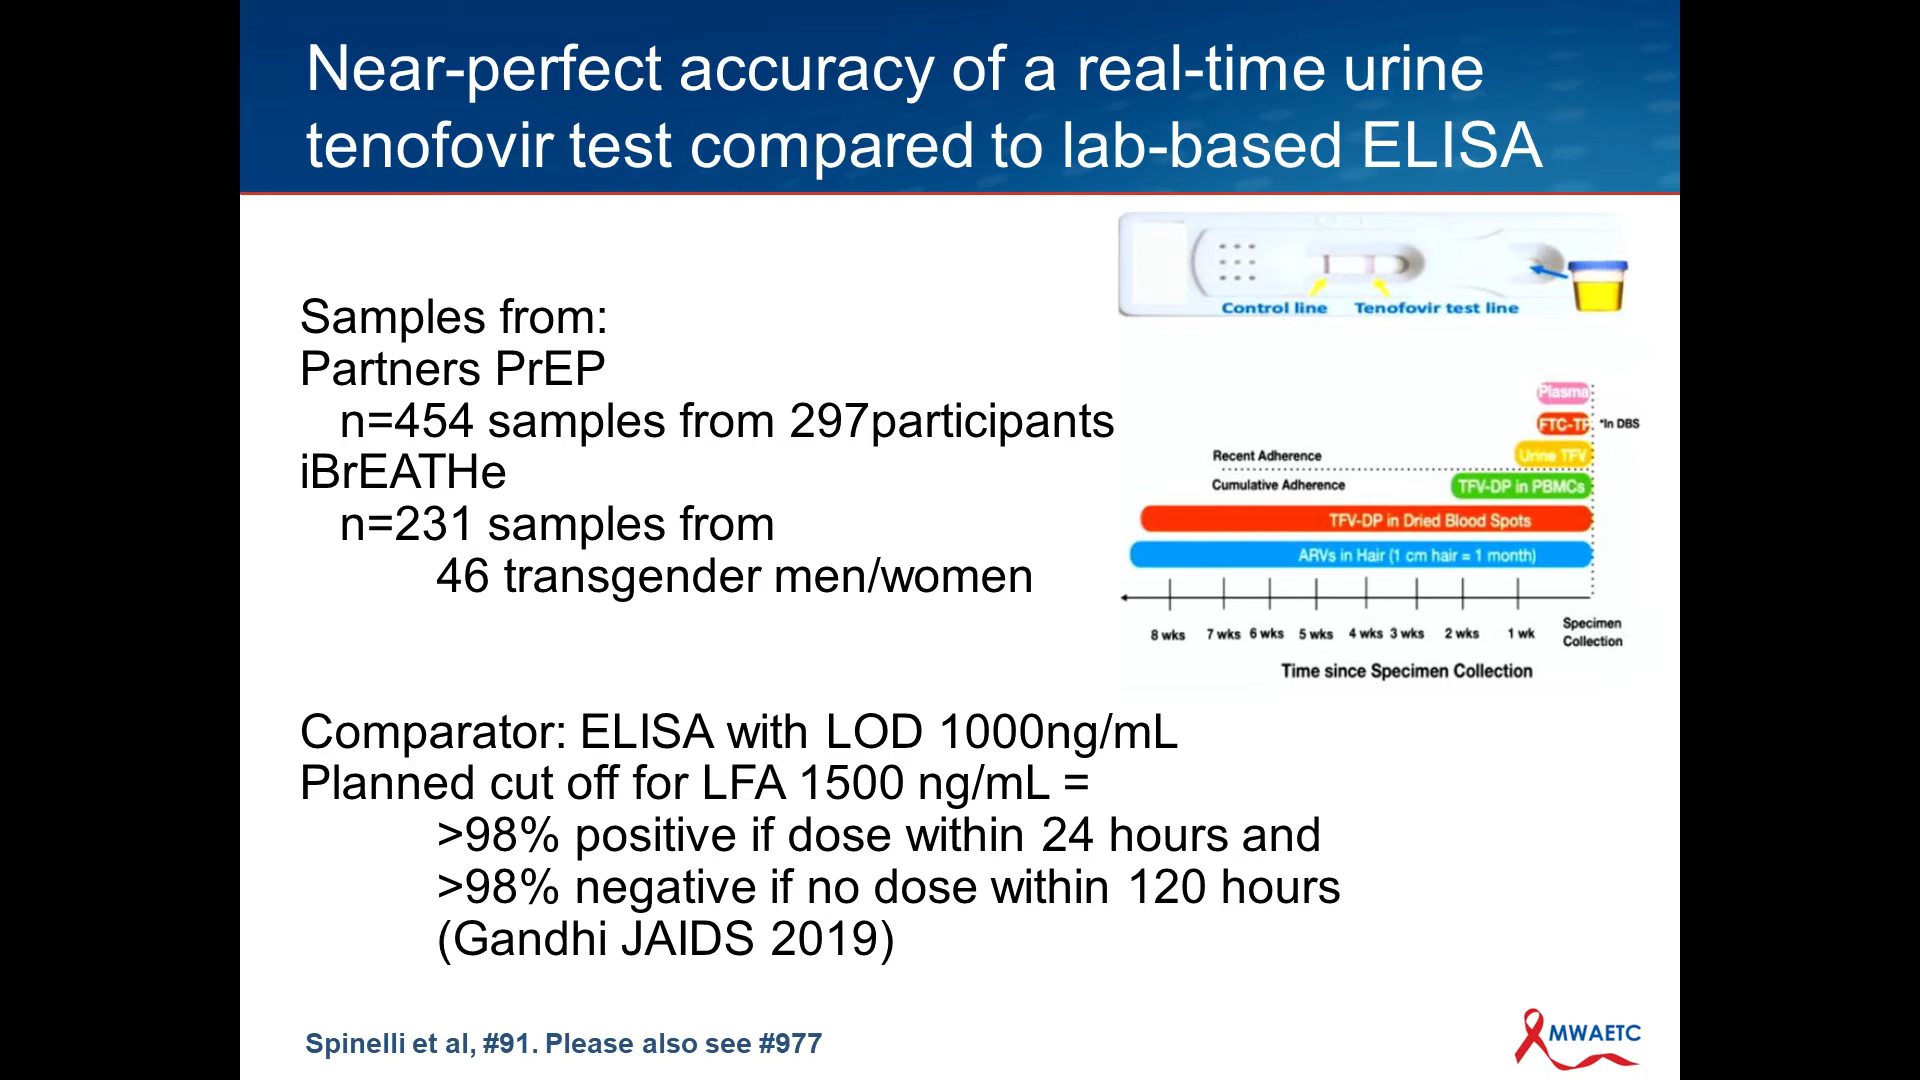 Near-perfect accuracy of a real-time urine
tenofovir test compared to lab-based ELISA
Control line
Tenofovir test line
Samples from:
Partners PrEP
n=454 samples from 297participants
iBrEATHe
n=231 samples from
46 transgender men/women
Plasma
FTC-TP
*In DBS
Urine TFV
Recent Adherence
Cumulative Adherence
TFV-DP in PBMCs
TFV-DP in Dried Blood Spots
ARVs in Hair (1 cm hair = 1 month)
8 wks 7 wks 6 wks 5 wks 4 wks 3 wks 2 wks 1 wk
Specimen
Collection
Time since Specimen Collection
Comparator: ELISA with LOD 1000ng/mL
Planned cut off for LFA 1500 ng/mL =
>98% positive if dose within 24 hours and
>98% negative if no dose within 120 hours
(Gandhi JAIDS 2019)
Spinelli et al, #91. Please also see #977
MWAETC